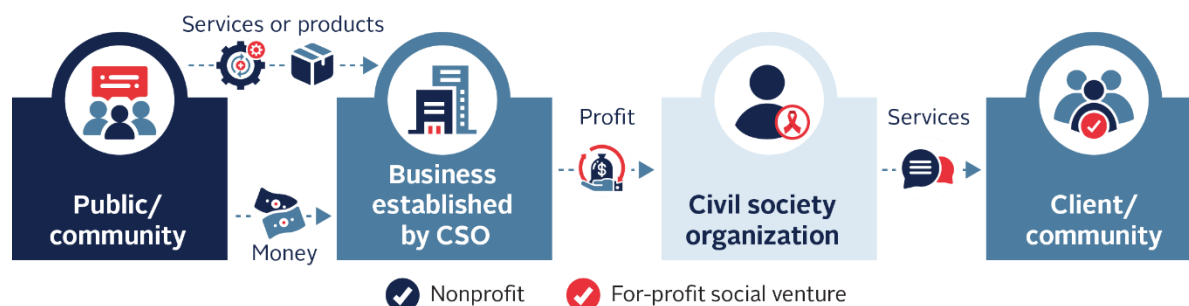 Services or products
Public/
community
Money
Business
established
by CSO
Profit
$
Civil society
organization
Services
Client/
community
Nonprofit
For-profit social venture